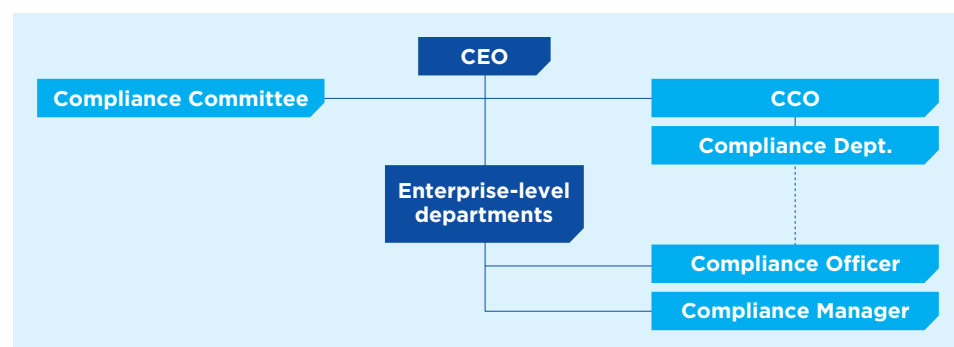 CEO
Compliance Committee
CCO
Compliance Dept.
Enterprise-level
departments
Compliance Officer
Compliance Manager